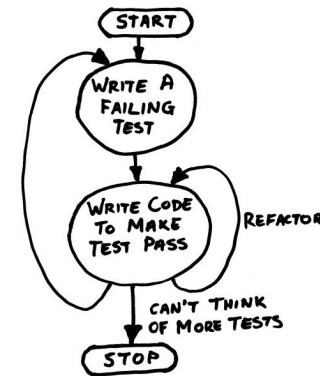 START
WRITE A
FAILING
TEST
WRITE CODE
TO MAKE
TEST PASS
REFACTOR
CAN'T THINK
OF MORE TESTS
STOP